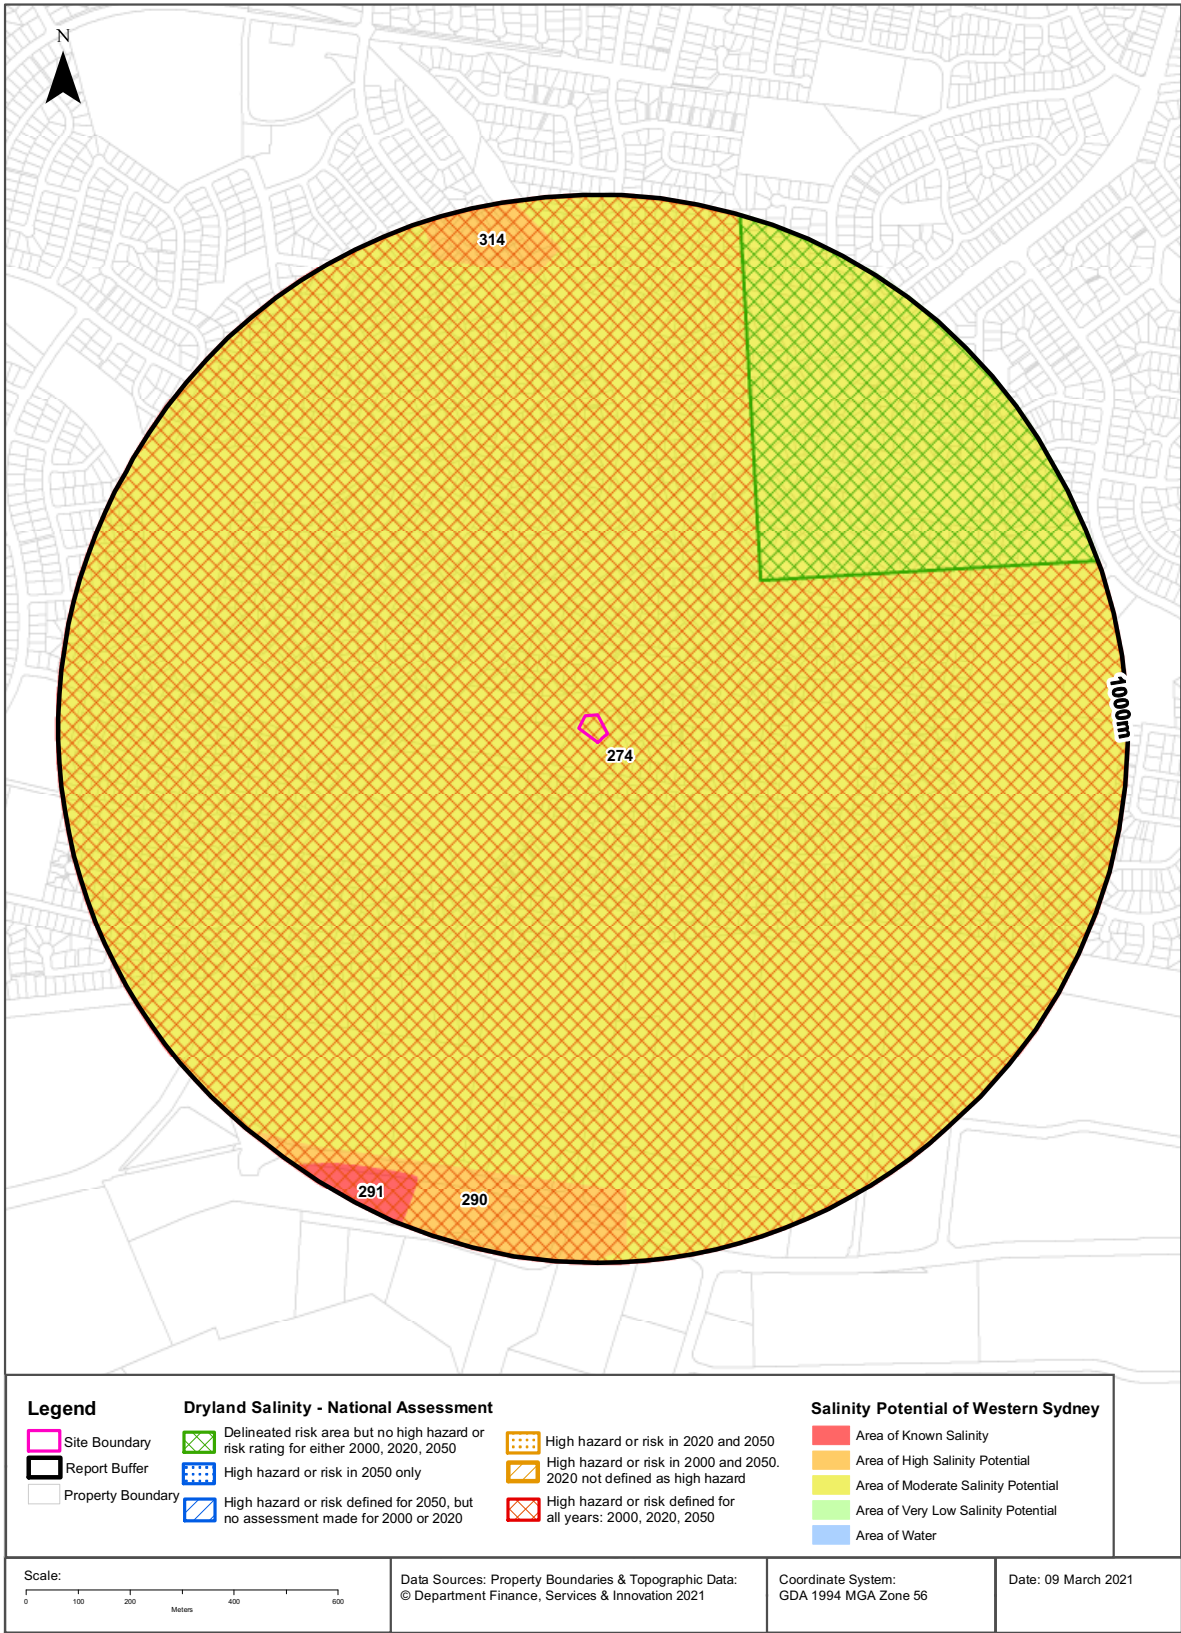 N
314
1000m
274
291
290
Legend
Site Boundary
Report Buffer
Property Boundary
Dryland Salinity - National Assessment
Delineated risk area but no high hazard or
risk rating for either 2000, 2020, 2050
High hazard or risk in 2050 only
High hazard or risk defined for 2050, but
no assessment made for 2000 or 2020
High hazard or risk in 2020 and 2050
High hazard or risk in 2000 and 2050.
2020 not defined as high hazard
High hazard or risk defined for
all years: 2000, 2020, 2050
Salinity Potential of Western Sydney
Area of Known Salinity
Area of High Salinity Potential
Area of Moderate Salinity Potential
Area of Very Low Salinity Potential
Area of Water
Scale:
0 100 200 400 600
Meters
Data Sources: Property Boundaries & Topographic Data:
© Department Finance, Services & Innovation 2021
Coordinate System:
GDA 1994 MGA Zone 56
Date: 09 March 2021